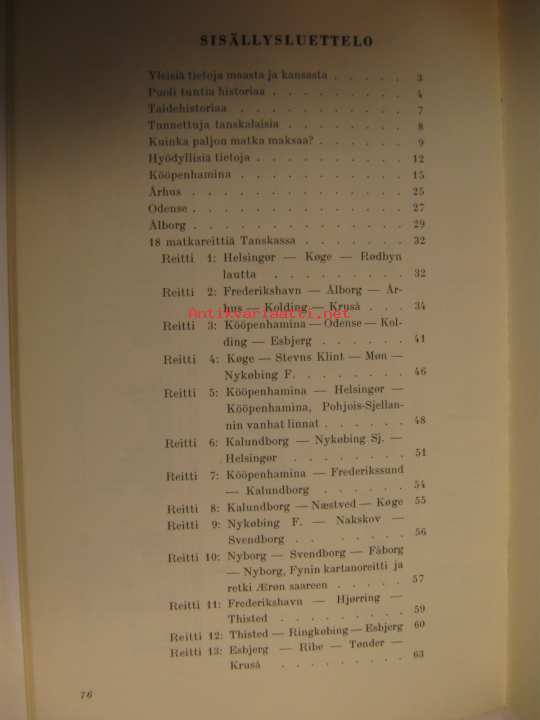 SISÄLLYSLUETTELO
Yleisiä tietoja maasta ja kansasta . . . . . 3
Puoli tuntia historiaa . . . . . . . . . 4
Taidehistoriaa . . . . . . . . . . . 7
Tunnettuja tanskalaisia . . . . . . . . 8
Kuinka paljon matka maksaa? . . . . . . 9
Hyödyllisiä tietoja . . . . . . . . . . 12
Kööpenhamina . . . . . . . . . . . 15
Århus . . . . . . . . . . . . . . 25
Odense . . . . . . . . . . . . . . 27
Ålborg . . . . . . . . . . . . . . 29
18 matkareittiä Tanskassa . . . . . . . 32
Reitti 1: Helsingør — Køge — Rødbyn
lautta . . . . . . . . . 32
Reitti 2: Frederikshavn — Ålborg — År-
hus — Kolding — Kruså . . . 34
Antikvariaatti.net
Reitti 3: Kööpenhamina — Odense — Kol-
ding — Esbjerg . . . . . . 41
Reitti 4: Køge — Stevns Klint — Møn —
Nykøbing F. . . . . . . . 46
Reitti 5: Kööpenhamina — Helsingør —
Kööpenhamina, Pohjois-Sjellan-
nin vanhat linnat . . . . . . 48
Reitti 6: Kalundborg — Nykøbing Sj. —
Helsingør . . . . . . . . 51
Reitti 7: Kööpenhamina — Frederikssund
— Kalundborg . . . . . . 54
Reitti 8: Kalundborg — Næstved — Køge 55
Reitti 9: Nykøbing F. — Nakskov —
Svendborg . . . . . . . . 56
Reitti 10: Nyborg — Svendborg — Fåborg
— Nyborg, Fynin kartanoreitti ja
retki Ærøn saareen . . . . . 57
Reitti 11: Frederikshavn — Hjørring —
Thisted . . . . . . . . . 59
Reitti 12: Thisted — Ringkøbing — Esbjerg 60
Reitti 13: Esbjerg — Ribe — Tønder —
Kruså . . . . . . . . . 63
76